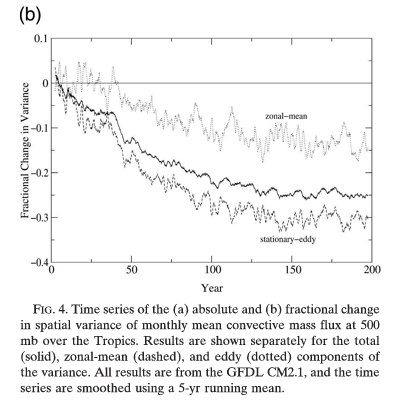 (b)
0.1
0
−0.1
−0.2
−0.3
−0.4
Fractional Change in Variance
zonal−mean
stationary−eddy
0 50 100 150 200
Year
FIG. 4. Time series of the (a) absolute and (b) fractional change
in spatial variance of monthly mean convective mass flux at 500
mb over the Tropics. Results are shown separately for the total
(solid), zonal-mean (dashed), and eddy (dotted) components of
the variance. All results are from the GFDL CM2.1, and the time
series are smoothed using a 5-yr running mean.